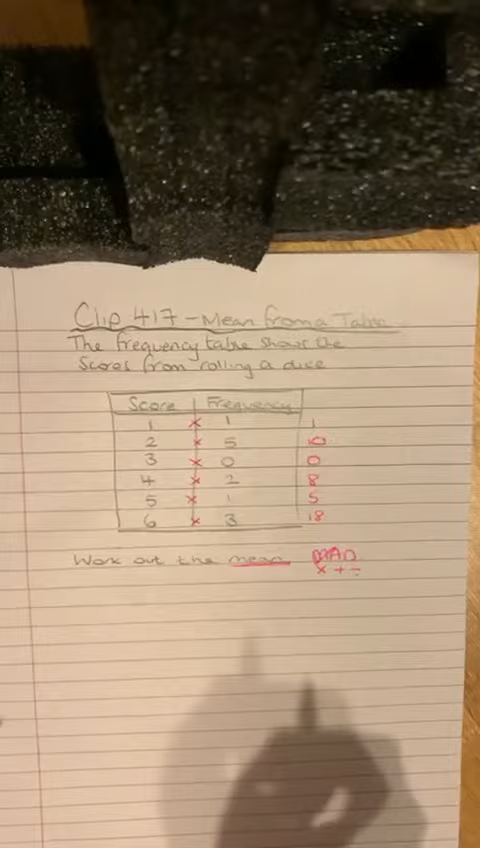 Clip 417 - Mean from a Table
The frequency table shows the
Scores from rolling a dice
Score Frequency
1 × 1 1
2 × 5 10
3 × 0 0
4 × 2 8
5 × 1 5
6 × 3 18
Work out the mean MAD
× + ÷